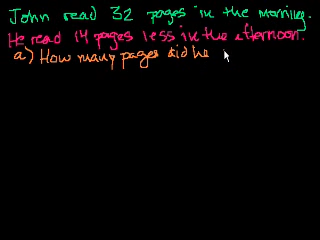 John read 32 pages in the morning.
He read 14 pages less in the afternoon.
a) How many pages did he